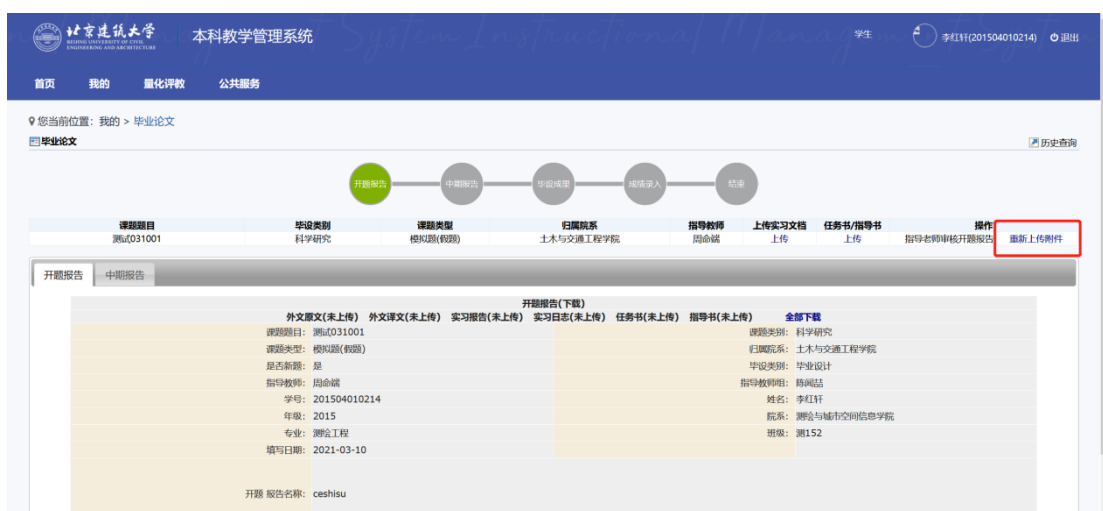 北京建筑大学
BEIJING UNIVERSITY OF CIVIL
ENGINEERING AND ARCHITECTURE
本科教学管理系统
学生
李红轩(201504010214)
退出
首页 我的 量化评教 公共服务
您当前位置：我的 > 毕业论文
毕业论文
历史查询
开题报告 中期报告 毕设成果 成绩录入 结束
课题题目 毕设类别 课题类型 归属院系 指导教师 上传实习文档 任务书/指导书 操作
测试031001 科学研究 模拟题(假题) 土木与交通工程学院 周命端 上传 上传 指导老师审核开题报告 重新上传附件
开题报告 中期报告
开题报告(下载)
外文原文(未上传) 外文译文(未上传) 实习报告(未上传) 实习日志(未上传) 任务书(未上传) 指导书(未上传) 全部下载
课题题目： 测试031001 课题类别： 科学研究
课题类型： 模拟题(假题) 归属院系： 土木与交通工程学院
是否新题： 是 毕设类别： 毕业设计
指导教师： 周命端 指导教师组： 陈闻喆
学号： 201504010214 姓名： 李红轩
年级： 2015 院系： 测绘与城市空间信息学院
专业： 测绘工程 班级： 测152
填写日期： 2021-03-10
开题 报告名称： ceshisu